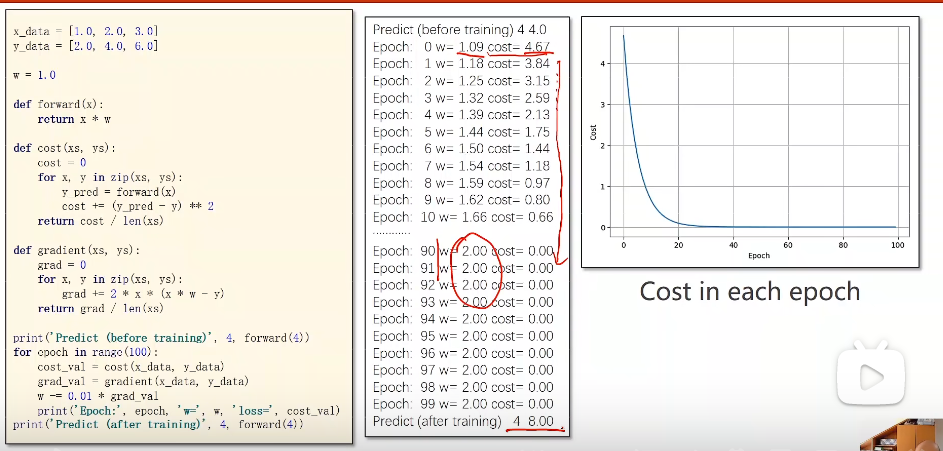 x_data = [1.0, 2.0, 3.0]
y_data = [2.0, 4.0, 6.0]
w = 1.0
def forward(x):
return x * w
def cost(xs, ys):
cost = 0
for x, y in zip(xs, ys):
y_pred = forward(x)
cost += (y_pred - y) ** 2
return cost / len(xs)
def gradient(xs, ys):
grad = 0
for x, y in zip(xs, ys):
grad += 2 * x * (x * w - y)
return grad / len(xs)
print('Predict (before training)', 4, forward(4))
for epoch in range(100):
cost_val = cost(x_data, y_data)
grad_val = gradient(x_data, y_data)
w -= 0.01 * grad_val
print('Epoch:', epoch, 'w=', w, 'loss=', cost_val)
print('Predict (after training)', 4, forward(4))
Predict (before training) 4 4.0
Epoch: 0 w= 1.09 cost= 4.67
Epoch: 1 w= 1.18 cost= 3.84
Epoch: 2 w= 1.25 cost= 3.15
Epoch: 3 w= 1.32 cost= 2.59
Epoch: 4 w= 1.39 cost= 2.13
Epoch: 5 w= 1.44 cost= 1.75
Epoch: 6 w= 1.50 cost= 1.44
Epoch: 7 w= 1.54 cost= 1.18
Epoch: 8 w= 1.59 cost= 0.97
Epoch: 9 w= 1.62 cost= 0.80
Epoch: 10 w= 1.66 cost= 0.66
............
Epoch: 90 w= 2.00 cost= 0.00
Epoch: 91 w= 2.00 cost= 0.00
Epoch: 92 w= 2.00 cost= 0.00
Epoch: 93 w= 2.00 cost= 0.00
Epoch: 94 w= 2.00 cost= 0.00
Epoch: 95 w= 2.00 cost= 0.00
Epoch: 96 w= 2.00 cost= 0.00
Epoch: 97 w= 2.00 cost= 0.00
Epoch: 98 w= 2.00 cost= 0.00
Epoch: 99 w= 2.00 cost= 0.00
Predict (after training) 4 8.00
4
3
2
1
0
Cost
0 20 40 60 80 100
Epoch
Cost in each epoch